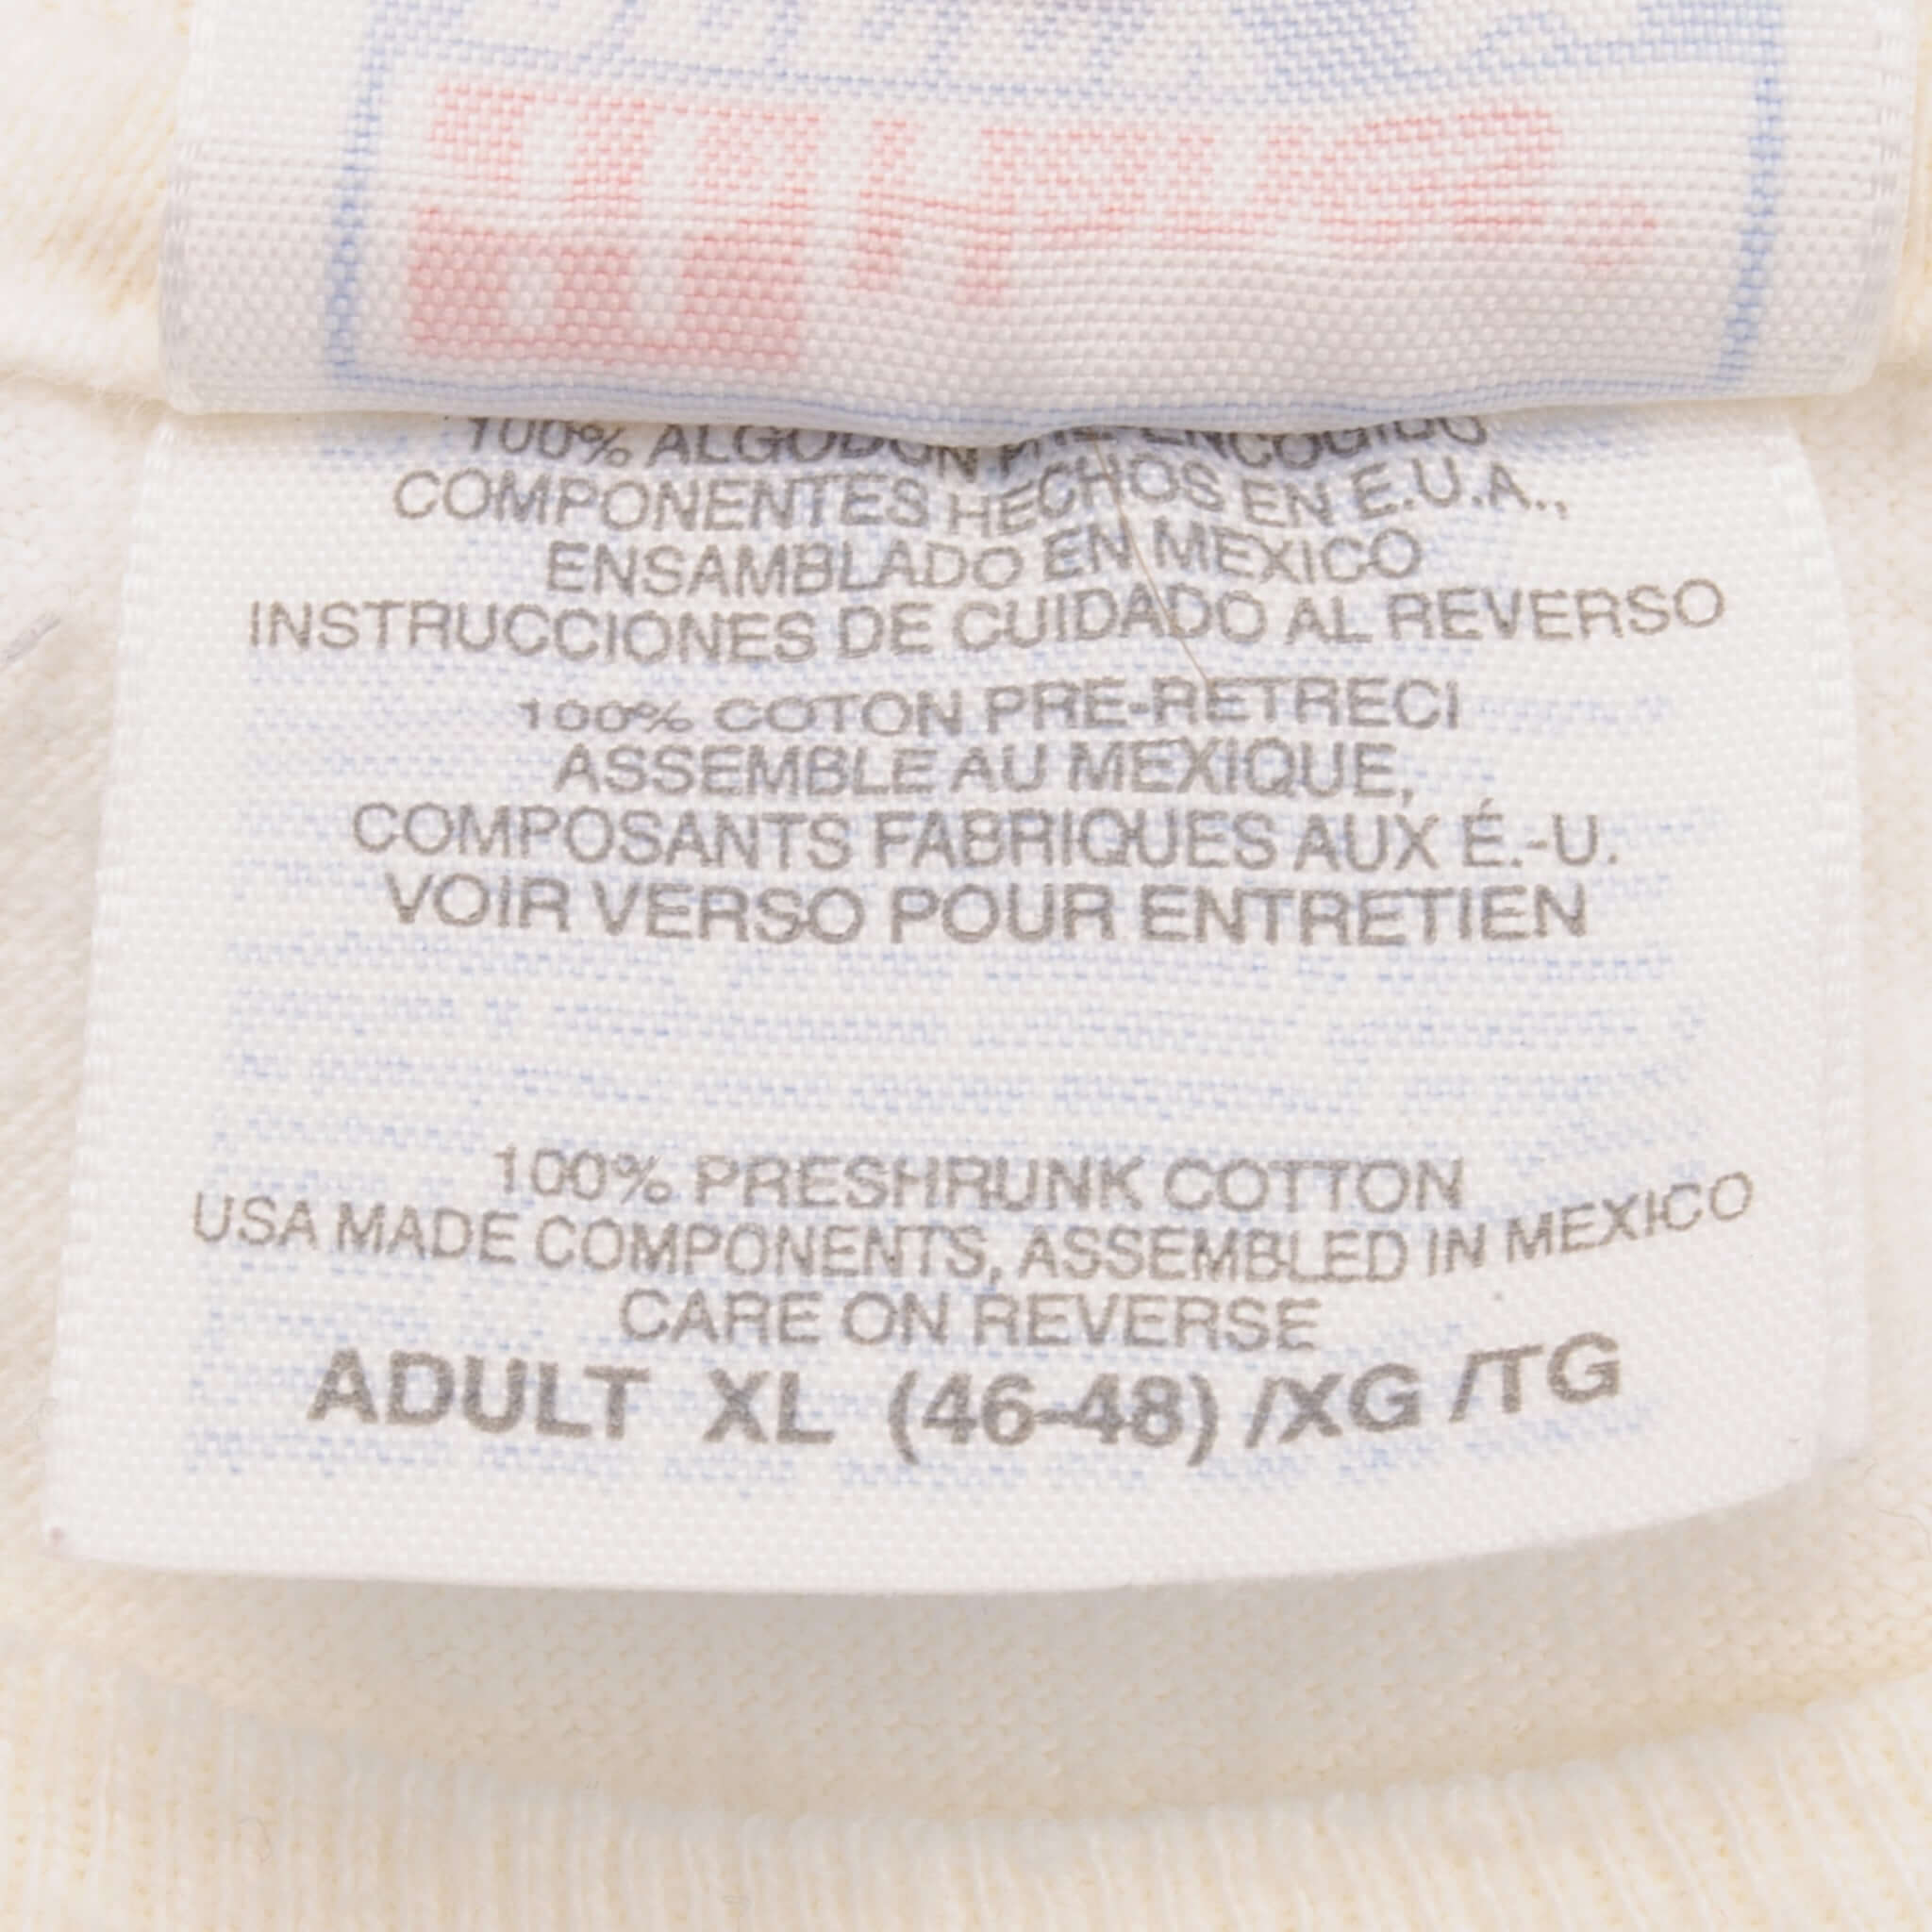 100% ALGODON PRE ENCOGIDO
COMPONENTES HECHOS EN E.U.A.,
ENSAMBLADO EN MEXICO
INSTRUCCIONES DE CUIDADO AL REVERSO
100% COTON PRE-RETRECI
ASSEMBLE AU MEXIQUE,
COMPOSANTS FABRIQUES AUX É.-U.
VOIR VERSO POUR ENTRETIEN
100% PRESHRUNK COTTON
USA MADE COMPONENTS, ASSEMBLED IN MEXICO
CARE ON REVERSE
ADULT XL (46-48) /XG /TG